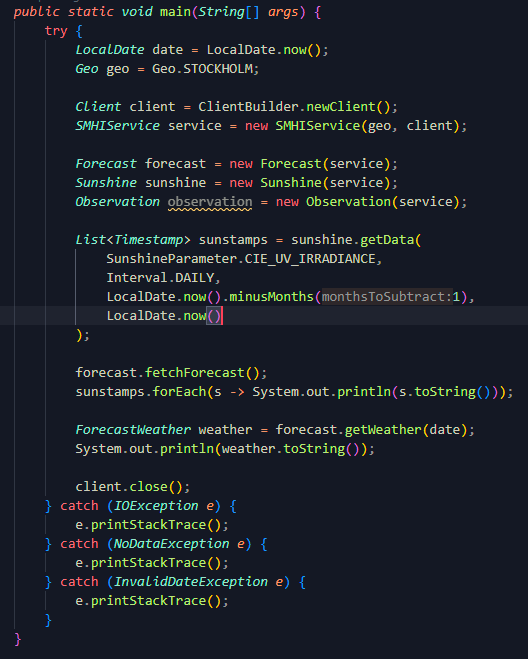 public static void main(String[] args) {
    try {
        LocalDate date = LocalDate.now();
        Geo geo = Geo.STOCKHOLM;

        Client client = ClientBuilder.newClient();
        SMHIService service = new SMHIService(geo, client);

        Forecast forecast = new Forecast(service);
        Sunshine sunshine = new Sunshine(service);
        Observation observation = new Observation(service);

        List<Timestamp> sunstamps = sunshine.getData(
            SunshineParameter.CIE_UV_IRRADIANCE,
            Interval.DAILY,
            LocalDate.now().minusMonths(monthsToSubtract:1),
            LocalDate.now()
        );

        forecast.fetchForecast();
        sunstamps.forEach(s -> System.out.println(s.toString()));

        ForecastWeather weather = forecast.getWeather(date);
        System.out.println(weather.toString());

        client.close();
    } catch (IOException e) {
        e.printStackTrace();
    } catch (NoDataException e) {
        e.printStackTrace();
    } catch (InvalidDateException e) {
        e.printStackTrace();
    }
}